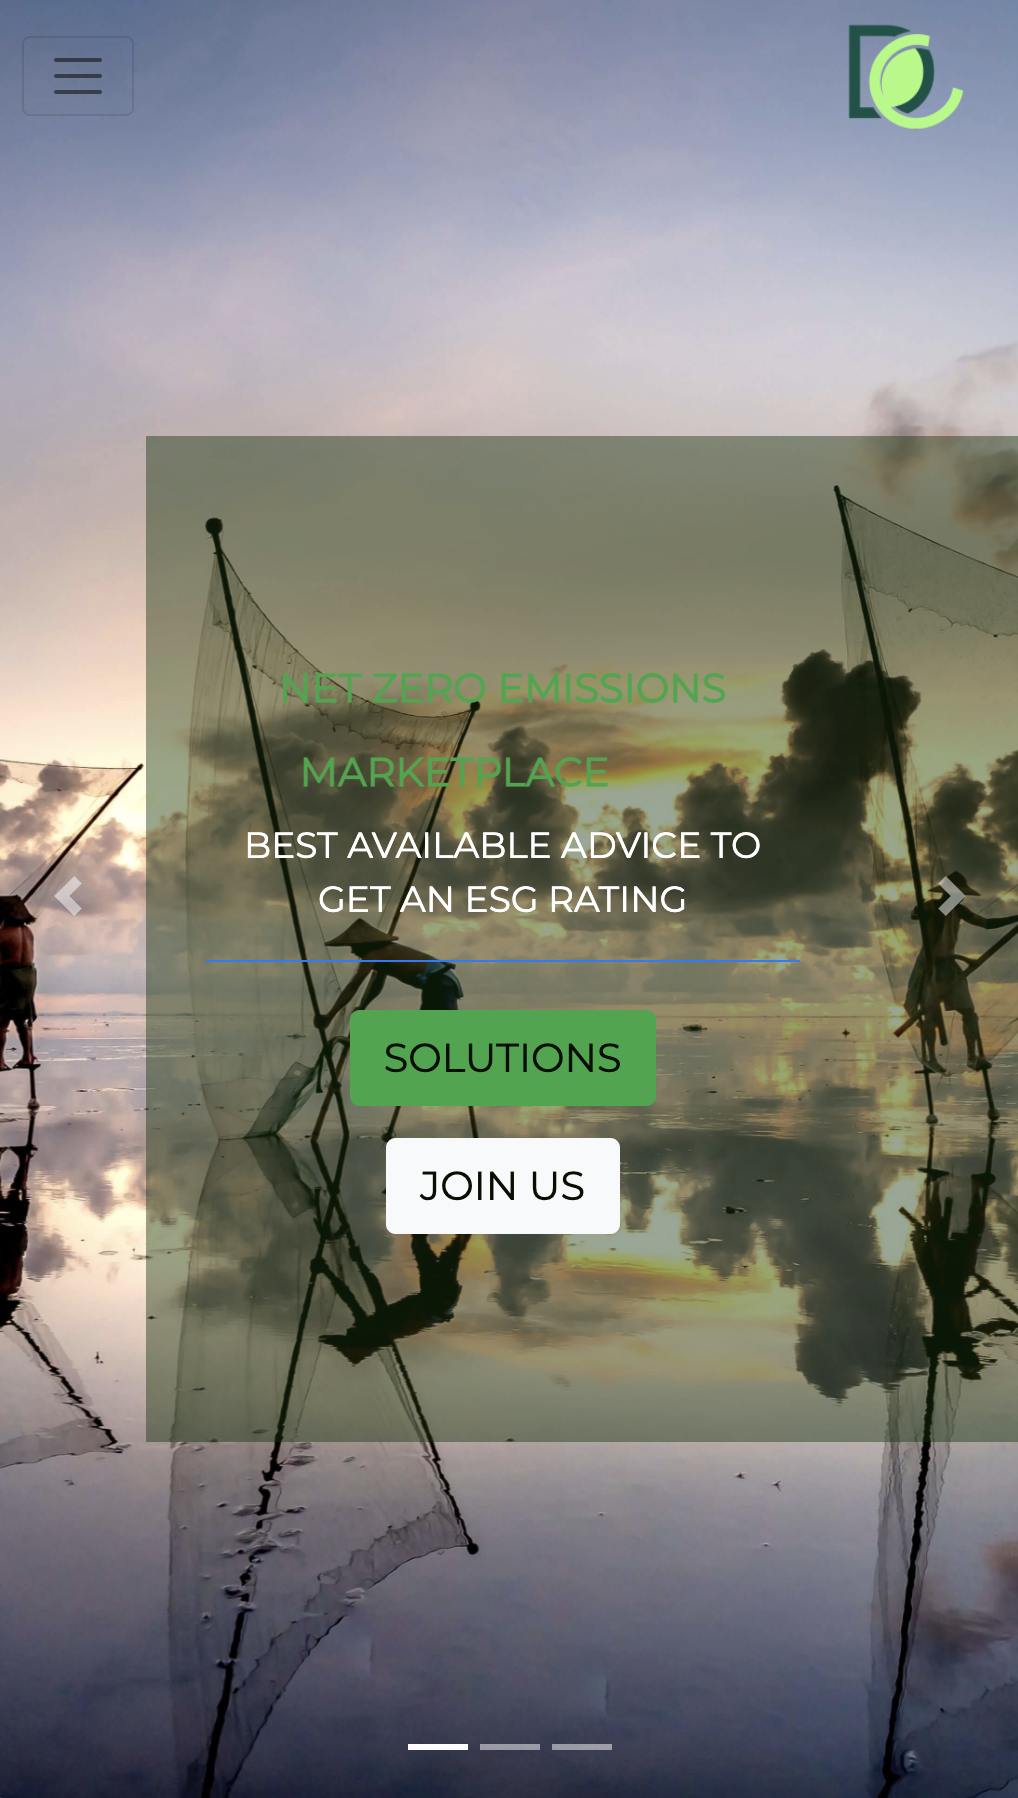 NET ZERO EMISSIONS
MARKETPLACE
BEST AVAILABLE ADVICE TO
GET AN ESG RATING
SOLUTIONS
JOIN US